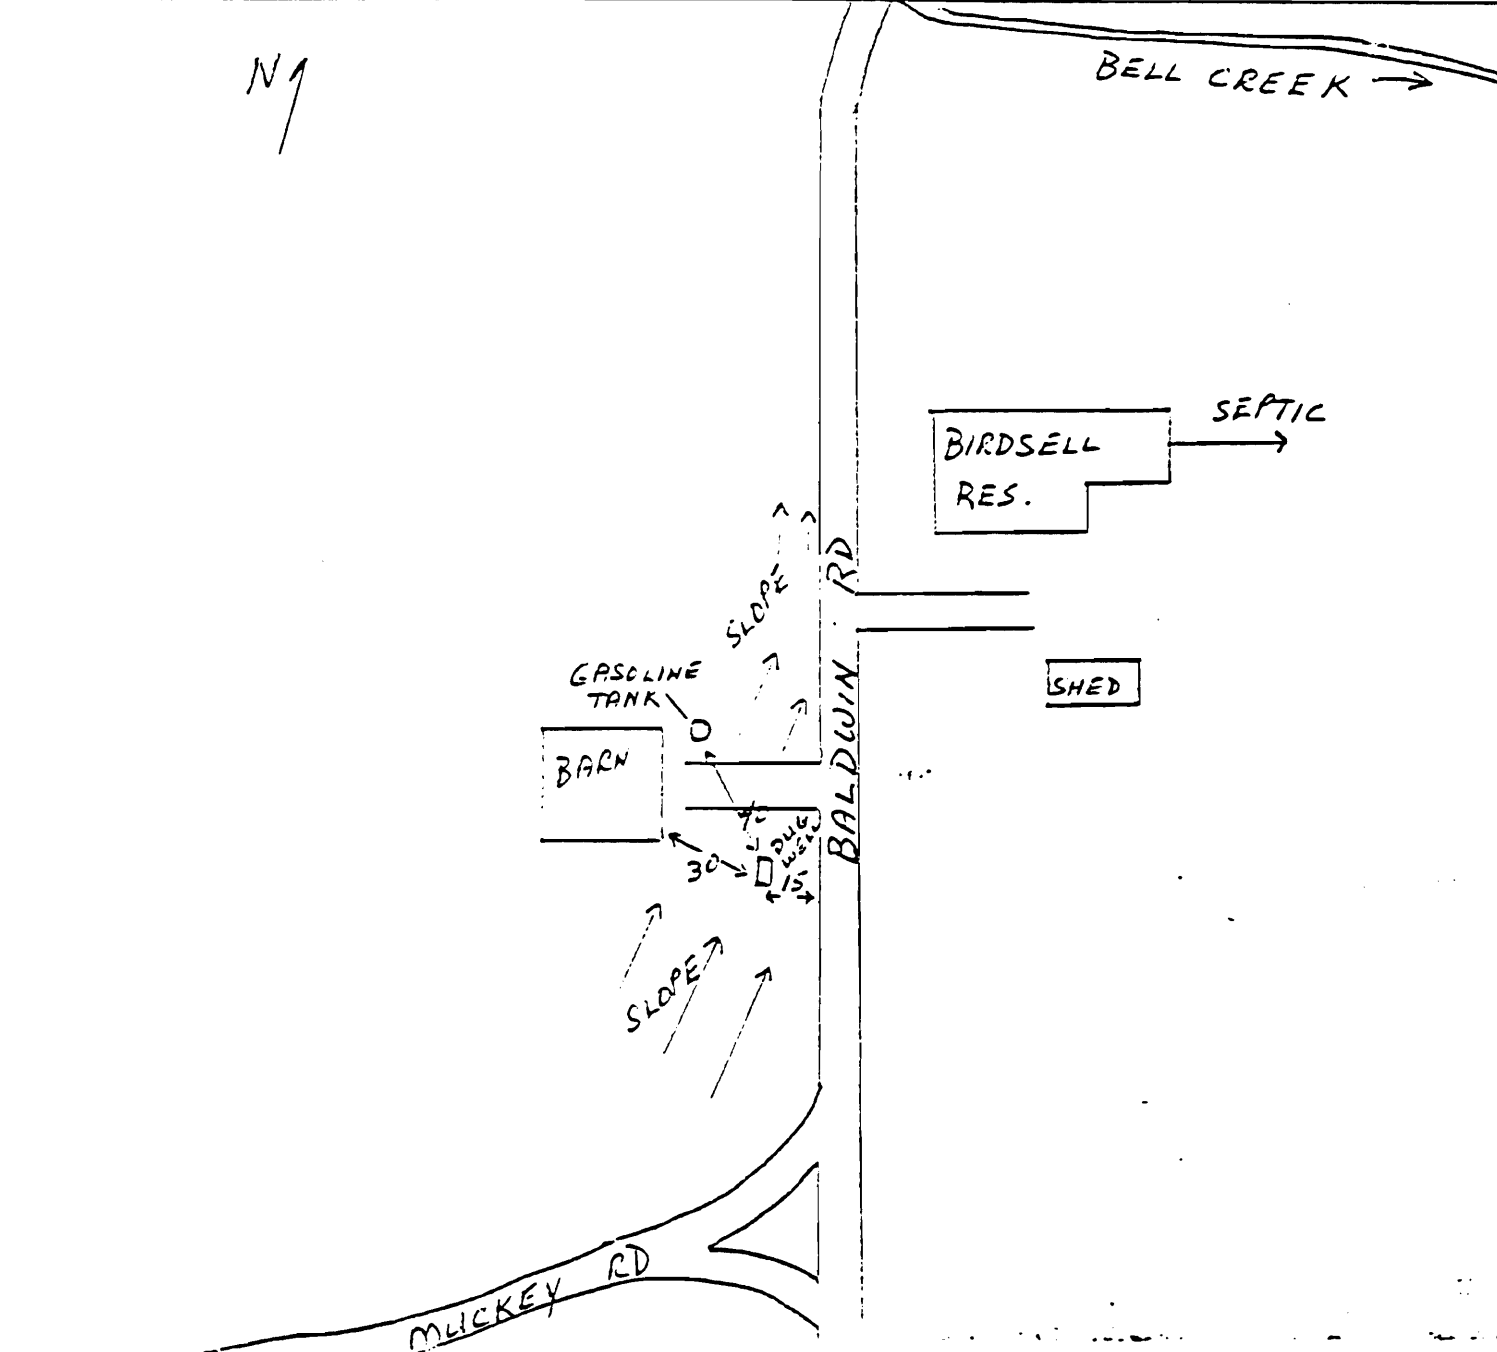 N
BELL CREEK
SEPTIC
BIRDSELL
RES.
SLOPE
BALDWIN RD
GASOLINE
TANK
SHED
BARN
DUG
WELL
30
15
SLOPE
MUCKEY RD